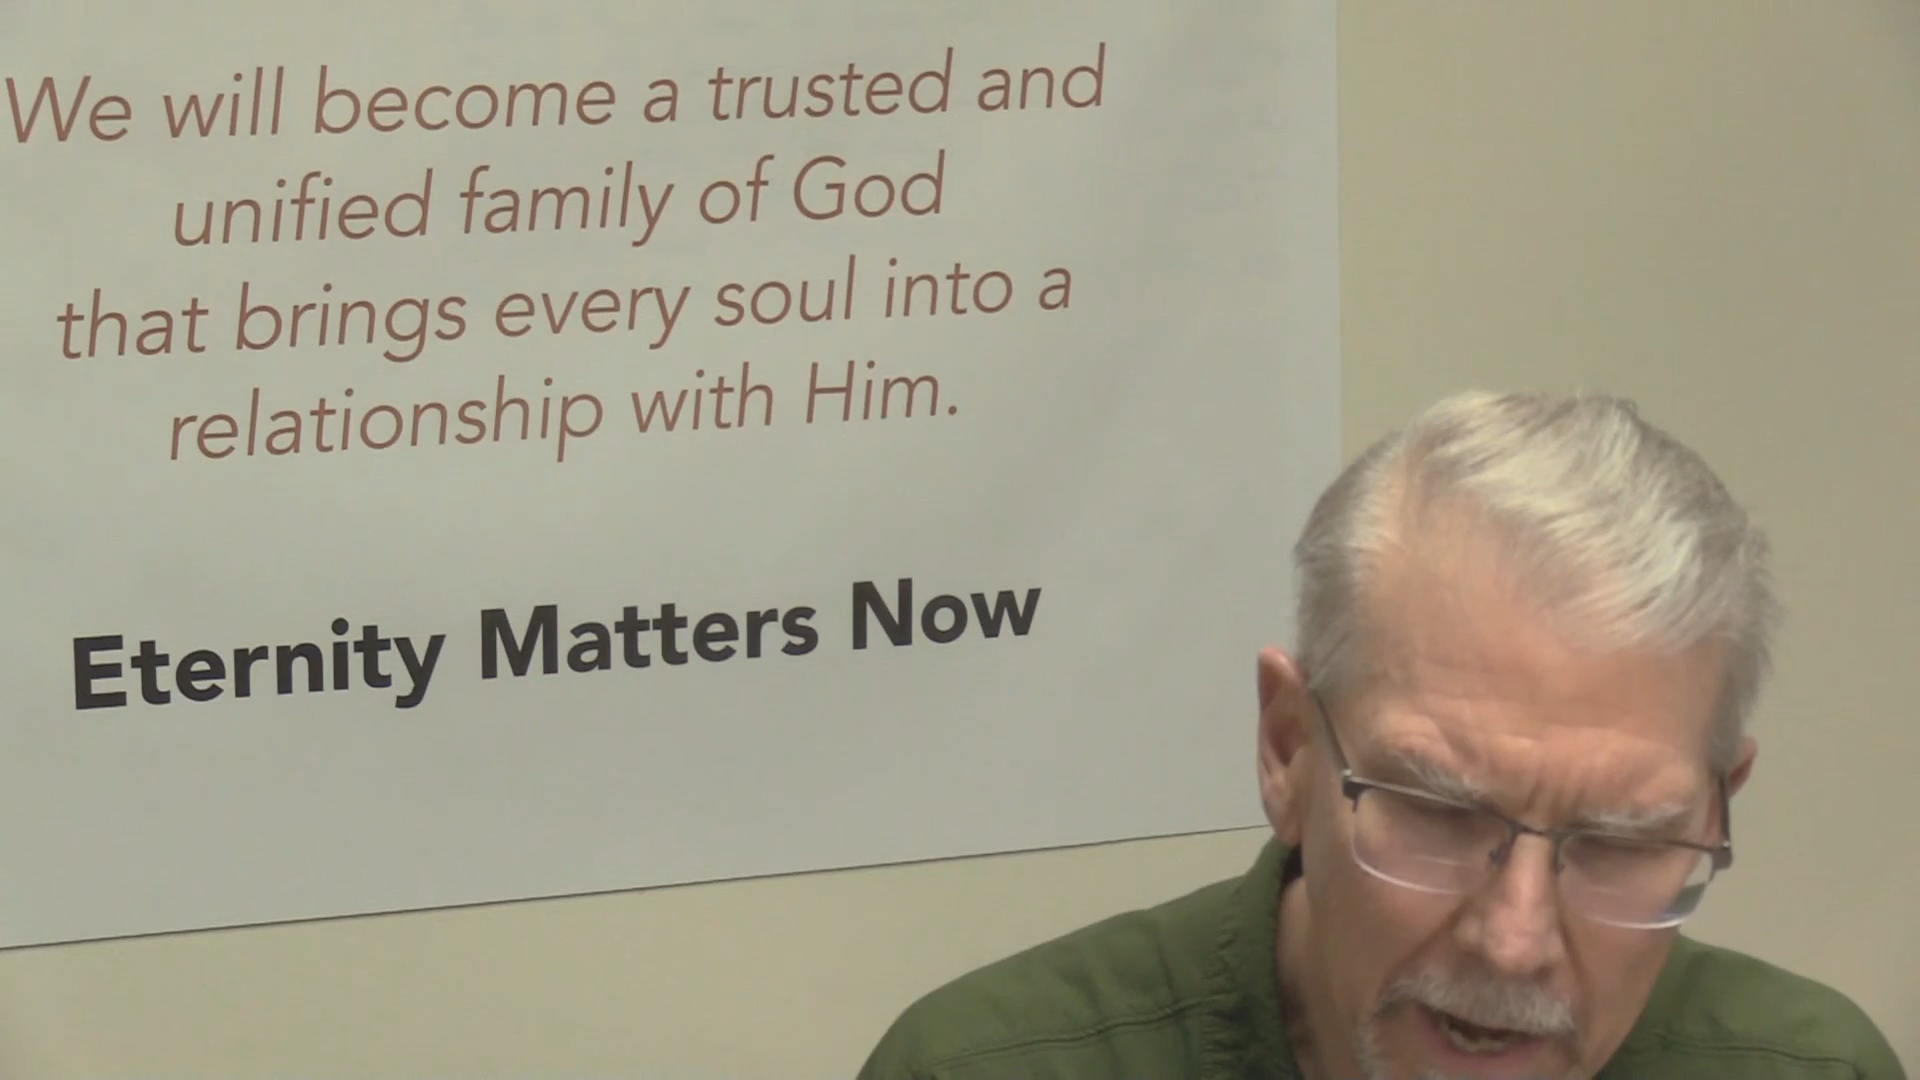 We will become a trusted and
unified family of God
that brings every soul into a
relationship with Him.
Eternity Matters Now